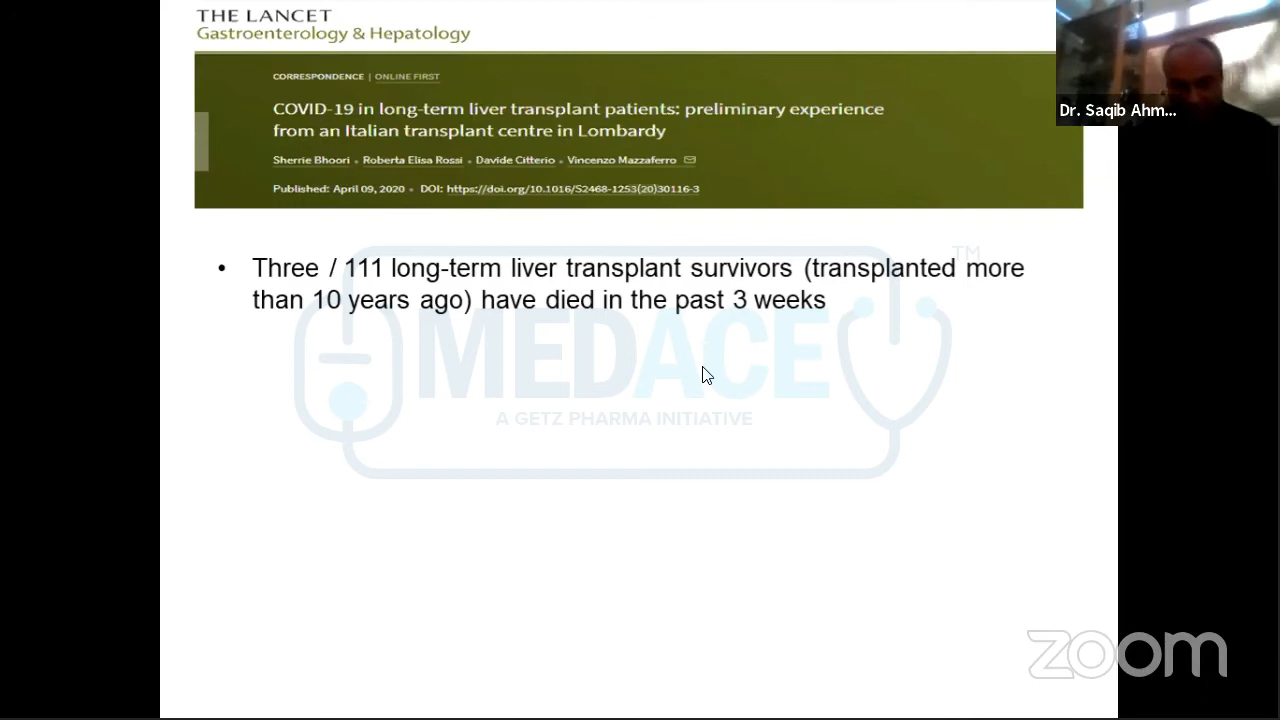 THE LANCET
Gastroenterology & Hepatology
CORRESPONDENCE | ONLINE FIRST
COVID-19 in long-term liver transplant patients: preliminary experience
from an Italian transplant centre in Lombardy
Sherrie Bhoori • Roberta Elisa Rossi • Davide Citterio • Vincenzo Mazzaferro
Published: April 09, 2020 • DOI: https://doi.org/10.1016/S2468-1253(20)30116-3
Dr. Saqib Ahm...
• Three / 111 long-term liver transplant survivors (transplanted more
than 10 years ago) have died in the past 3 weeks
TM
MEDACE
A GETZ PHARMA INITIATIVE
zoom